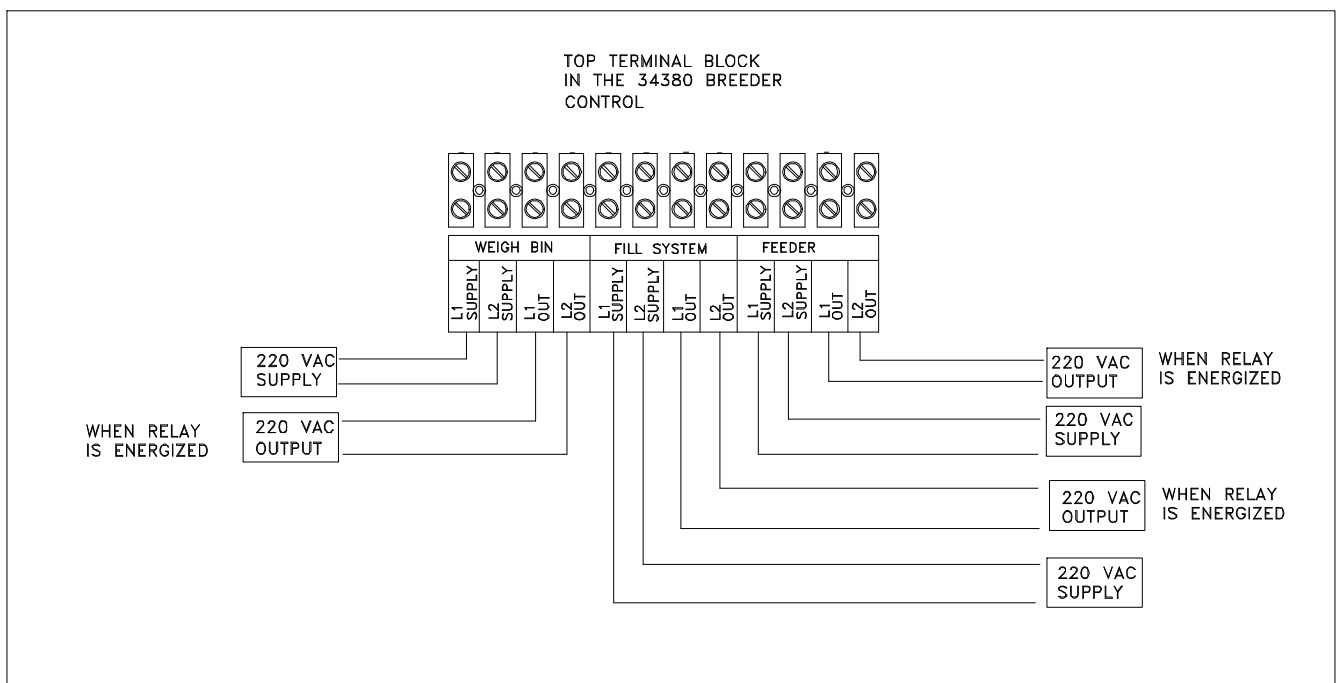 TOP TERMINAL BLOCK
IN THE 34380 BREEDER
CONTROL
WEIGH BIN
FILL SYSTEM
FEEDER
L1 SUPPLY
L2 SUPPLY
L1 OUT
L2 OUT
L1 SUPPLY
L2 SUPPLY
L1 OUT
L2 OUT
L1 SUPPLY
L2 SUPPLY
L1 OUT
L2 OUT
220 VAC
SUPPLY
WHEN RELAY
IS ENERGIZED
220 VAC
OUTPUT
220 VAC
OUTPUT
WHEN RELAY
IS ENERGIZED
220 VAC
SUPPLY
220 VAC
OUTPUT
WHEN RELAY
IS ENERGIZED
220 VAC
SUPPLY